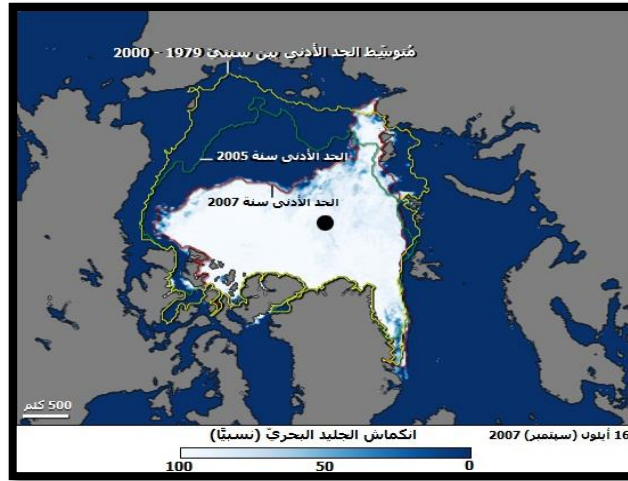 مُتوسّط الحد الأدنى بين سنتيّ 1979 - 2000
الحد الأدنى سنة 2005
الحد الأدنى سنة 2007
500 كلم
16 أيلول (سبتمبر) 2007
انكماش الجليد البحريّ (نسبيًّا)
100 50 0